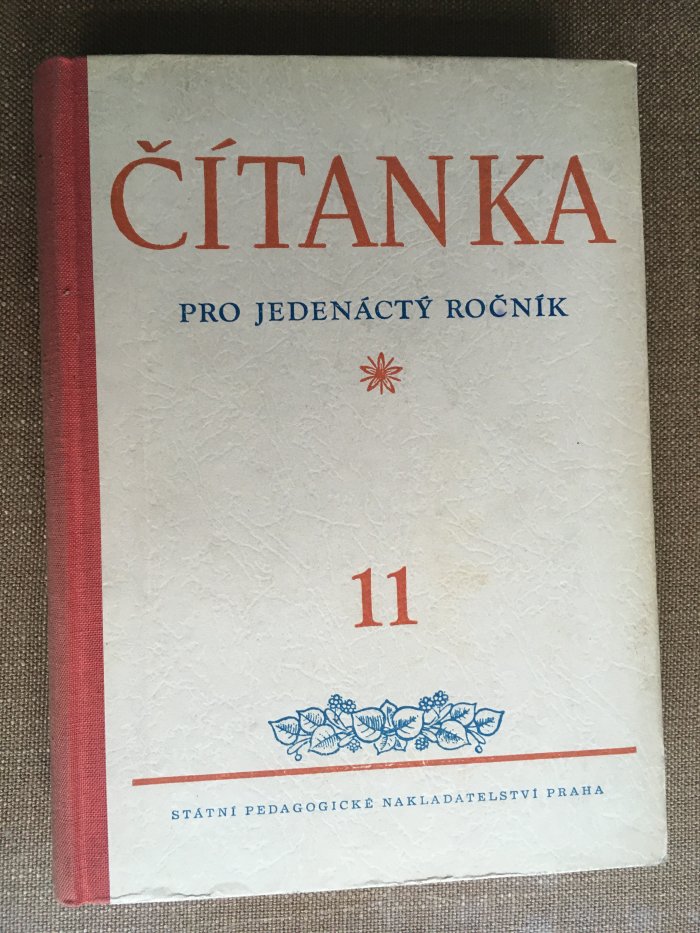 ČÍTANKA
PRO JEDENÁCTÝ ROČNÍK
11
STÁTNÍ PEDAGOGICKÉ NAKLADATELSTVÍ PRAHA